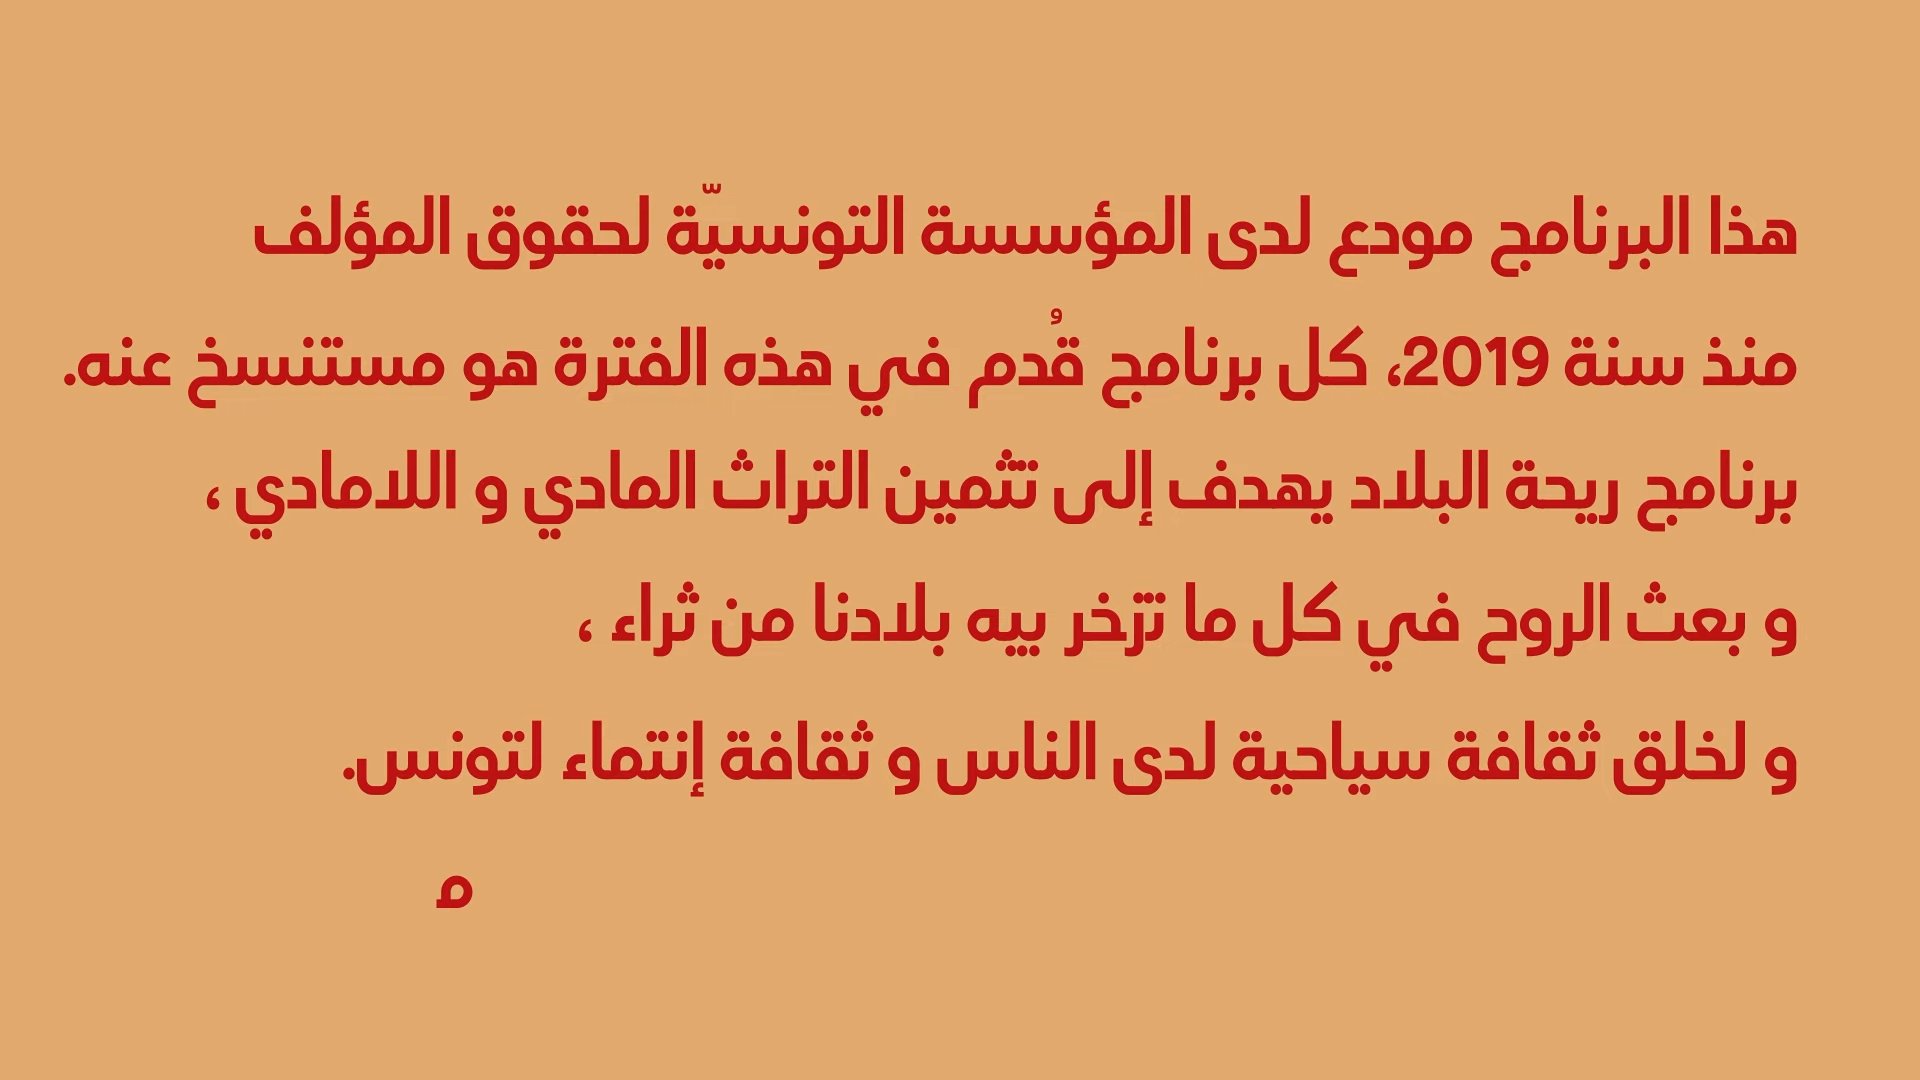 هذا البرنامج مودع لدى المؤسسة التونسيّة لحقوق المؤلف
منذ سنة 2019، كل برنامج قُدم في هذه الفترة هو مستنسخ عنه.
برنامج ريحة البلاد يهدف إلى تثمين التراث المادي و اللامادي ،
و بعث الروح في كل ما تزخر بيه بلادنا من ثراء ،
و لخلق ثقافة سياحية لدى الناس و ثقافة إنتماء لتونس.
مـ